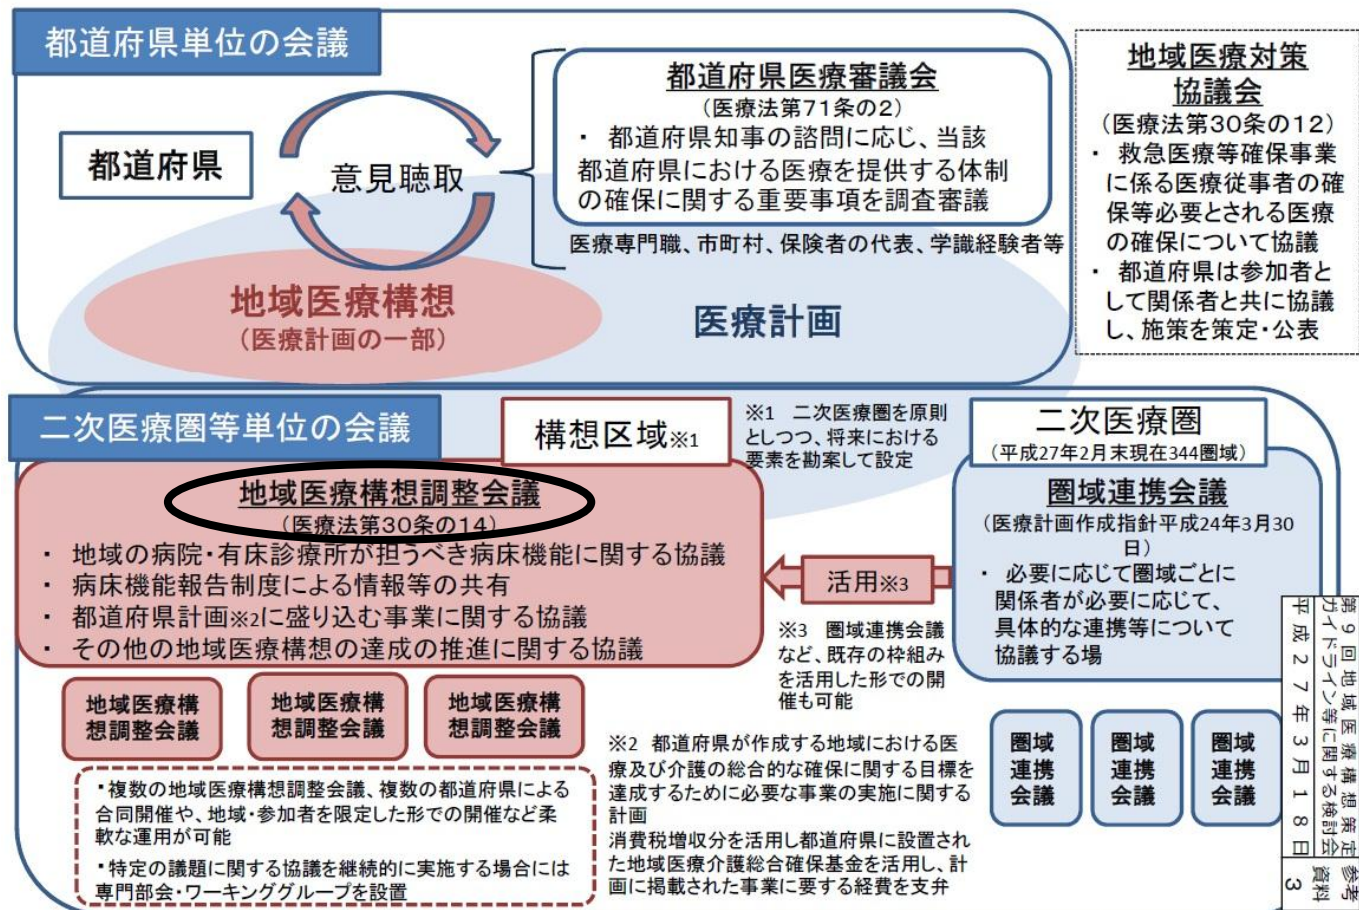 都道府県単位の会議
都道府県
意見聴取
都道府県医療審議会
(医療法第71条の2)
・ 都道府県知事の諮問に応じ、当該
都道府県における医療を提供する体制
の確保に関する重要事項を調査審議
医療専門職、市町村、保険者の代表、学識経験者等
地域医療構想
(医療計画の一部)
医療計画
地域医療対策
協議会
(医療法第30条の12)
・ 救急医療等確保事業
に係る医療従事者の確
保等必要とされる医療
の確保について協議
・ 都道府県は参加者と
して関係者と共に協議
し、施策を策定・公表
二次医療圏等単位の会議
構想区域※1
※1 二次医療圏を原則
としつつ、将来における
要素を勘案して設定
地域医療構想調整会議
(医療法第30条の14)
・ 地域の病院・有床診療所が担うべき病床機能に関する協議
・ 病床機能報告制度による情報等の共有
・ 都道府県計画※2に盛り込む事業に関する協議
・ その他の地域医療構想の達成の推進に関する協議
活用※3
※3 圏域連携会議
など、既存の枠組み
を活用した形での開
催も可能
二次医療圏
(平成27年2月末現在344圏域)
圏域連携会議
(医療計画作成指針平成24年3月30
日)
・ 必要に応じて圏域ごとに
関係者が必要に応じて、
具体的な連携等について
協議する場
地域医療構
想調整会議
地域医療構
想調整会議
地域医療構
想調整会議
・複数の地域医療構想調整会議、複数の都道府県による
合同開催や、地域・参加者を限定した形での開催など柔
軟な運用が可能
・特定の議題に関する協議を継続的に実施する場合には
専門部会・ワーキンググループを設置
※2 都道府県が作成する地域における医
療及び介護の総合的な確保に関する目標を
達成するために必要な事業の実施に関する
計画
消費税増収分を活用し都道府県に設置され
た地域医療介護総合確保基金を活用し、計
画に掲載された事業に要する経費を支弁
圏域
連携
会議
圏域
連携
会議
圏域
連携
会議
第9回地域医療構想策定
ガイドライン等に関する検討会
平成27年3月18日
参考
資料
3